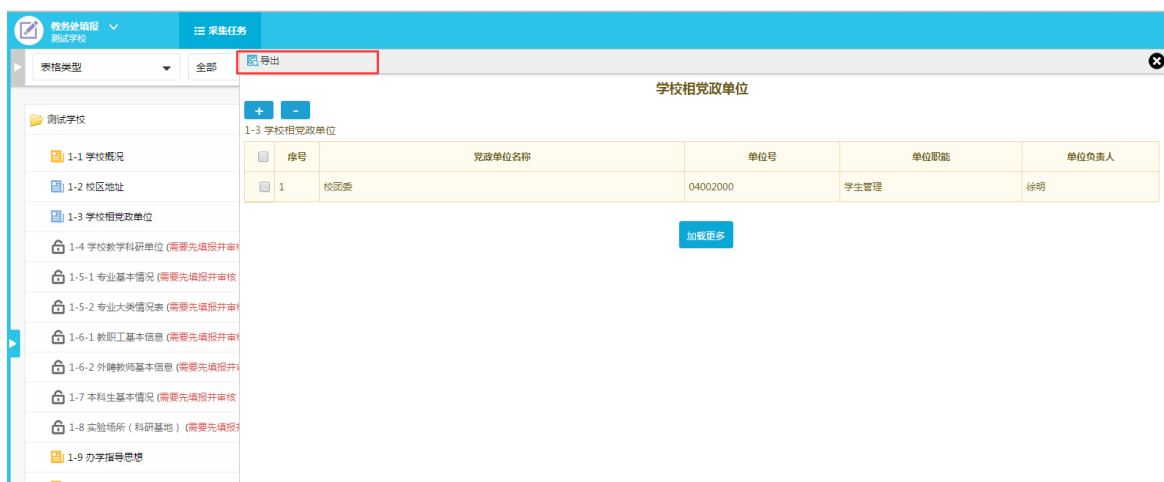 教务处填报
测试学校
采集任务
表格类型
全部
导出
学校相党政单位
+ -
1-3 学校相党政单位
序号 党政单位名称 单位号 单位职能 单位负责人
1 校团委 04002000 学生管理 徐明
加载更多
测试学校
1-1 学校概况
1-2 校区地址
1-3 学校相党政单位
1-4 学校教学科研单位 (需要先填报并审
1-5-1 专业基本情况 (需要先填报并审核
1-5-2 专业大类情况表 (需要先填报并审
1-6-1 教职工基本信息 (需要先填报并审
1-6-2 外聘教师基本信息 (需要先填报并
1-7 本科生基本情况 (需要先填报并审核
1-8 实验场所（科研基地）(需要先填报
1-9 办学指导思想